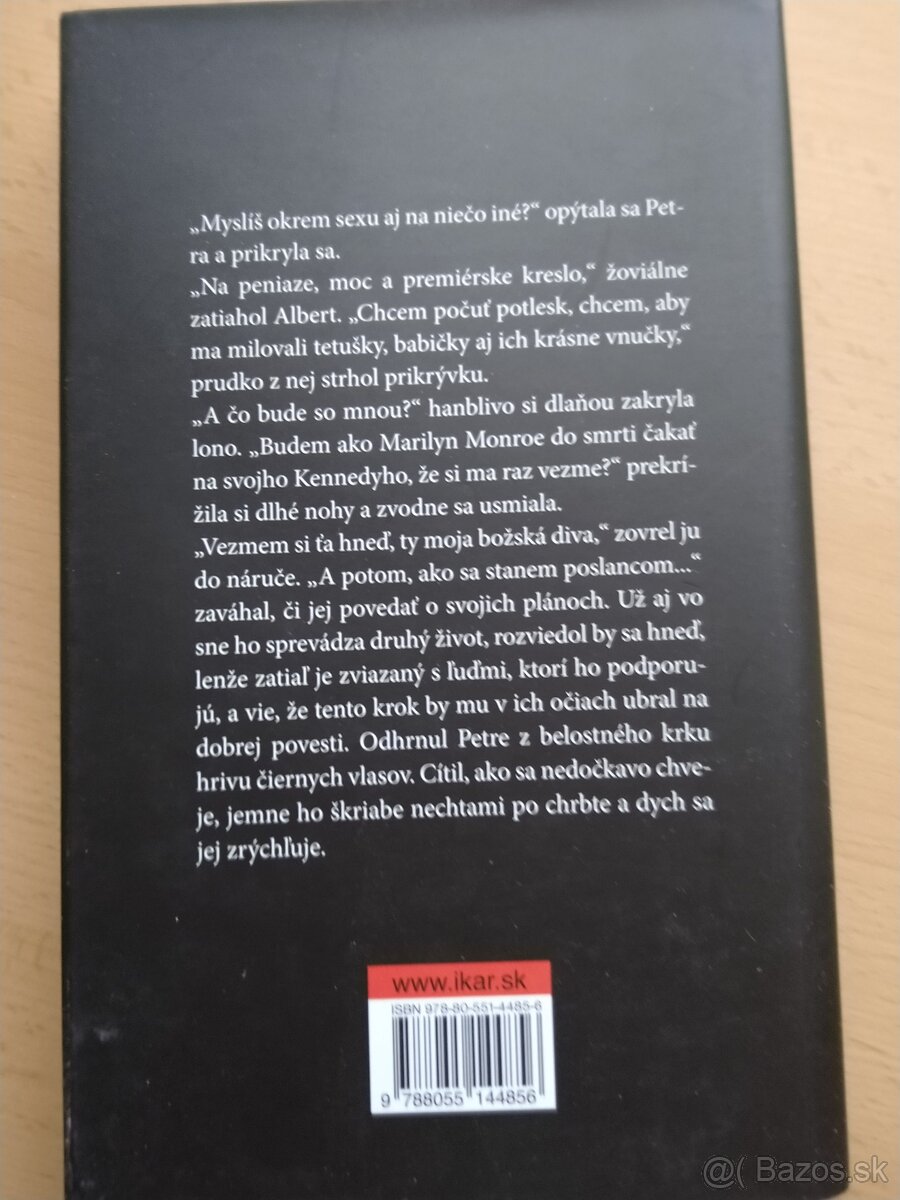 „Myslíš okrem sexu aj na niečo iné?“ opýtala sa Pet-
ra a prikryla sa.
„Na peniaze, moc a premiérske kreslo,“ žoviálne
zatiahol Albert. „Chcem počuť potlesk, chcem, aby
ma milovali tetušky, babičky aj ich krásne vnučky,“
prudko z nej strhol prikrývku.
„A čo bude so mnou?“ hanblivo si dlaňou zakryla
lono. „Budem ako Marilyn Monroe do smrti čakať
na svojho Kennedyho, že si ma raz vezme?“ prekrí-
žila si dlhé nohy a zvodne sa usmiala.
„Vezmem si ťa hneď, ty moja božská diva,“ zovrel ju
do náruče. „A potom, ako sa stanem poslancom...“
zaváhal, či jej povedať o svojich plánoch. Už aj vo
sne ho sprevádza druhý život, rozviedol by sa hneď,
lenže zatiaľ je zviazaný s ľuďmi, ktorí ho podporu-
jú, a vie, že tento krok by mu v ich očiach ubral na
dobrej povesti. Odhrnul Petre z belostného krku
hrivu čiernych vlasov. Cítil, ako sa nedočkavo chve-
je, jemne ho škriabe nechtami po chrbte a dych sa
jej zrýchľuje.
www.ikar.sk
ISBN 978-80-551-4485-6
9 788055 144856
@( Bazos.sk